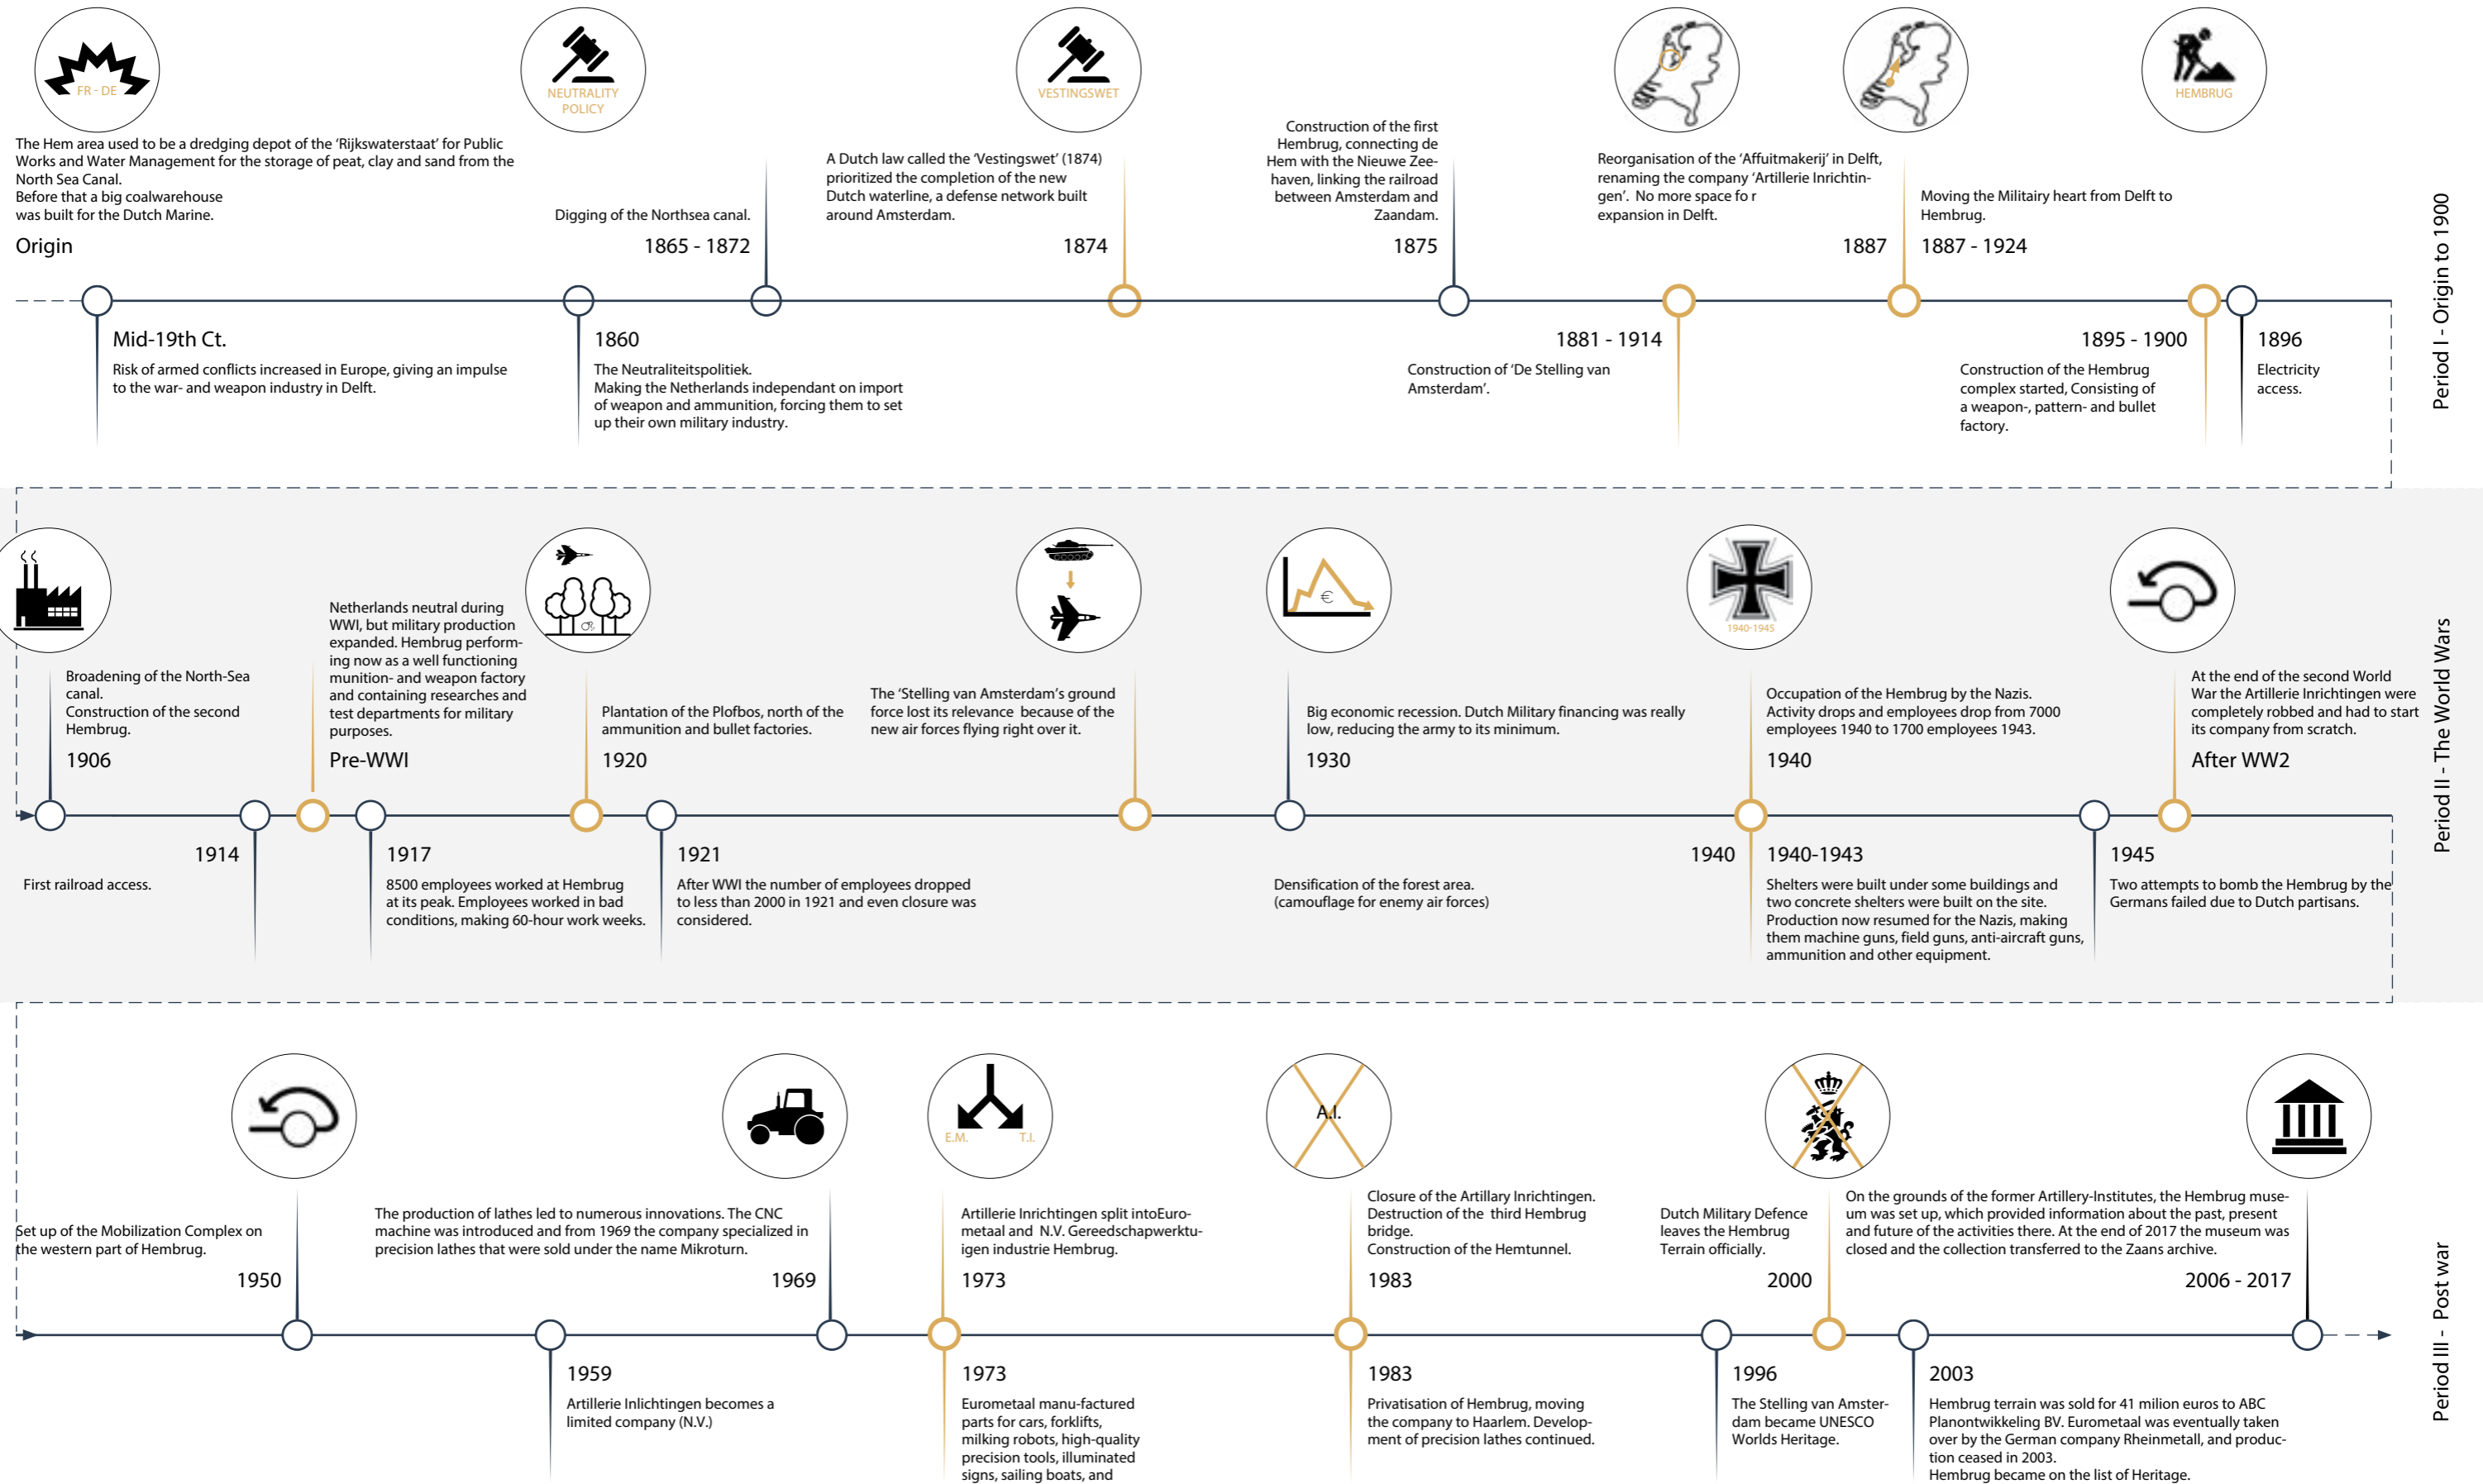 FR - DE
NEUTRALITY
POLICY
VESTINGSWET
HEMBRUG
The Hem area used to be a dredging depot of the ‘Rijkswaterstaat’ for Public
Works and Water Management for the storage of peat, clay and sand from the
North Sea Canal.
Before that a big coalwarehouse
was built for the Dutch Marine.
Origin
Digging of the Northsea canal.
1865 - 1872
A Dutch law called the ‘Vestingswet’ (1874)
prioritized the completion of the new
Dutch waterline, a defense network built
around Amsterdam.
1874
Construction of the first
Hembrug, connecting de
Hem with the Nieuwe Zee-
haven, linking the railroad
between Amsterdam and
Zaandam.
1875
Reorganisation of the ‘Affuitmakerij’ in Delft,
renaming the company ‘Artillerie Inrichtin-
gen’.  No more space fo r
expansion in Delft.
1887
Moving the Militairy heart from Delft to
Hembrug.
1887 - 1924
Mid-19th Ct.
Risk of armed conflicts increased in Europe, giving an impulse
to the war- and weapon industry in Delft.
1860
The Neutraliteitspolitiek.
Making the Netherlands independant on import
of weapon and ammunition, forcing them to set
up their own military industry.
1881 - 1914
Construction of ‘De Stelling van
Amsterdam’.
1895 - 1900
Construction of the Hembrug
complex started, Consisting of
a weapon-, pattern- and bullet
factory.
1896
Electricity
access.
Period I - Origin to 1900
€
1940-1945
Broadening of the North-Sea
canal.
Construction of the second
Hembrug.
1906
Netherlands neutral during
WWI, but military production
expanded. Hembrug perform-
ing now as a well functioning
munition- and weapon factory
and containing researches and
test departments for military
purposes.
Pre-WWI
Plantation of the Plofbos, north of the
ammunition and bullet factories.
1920
The ‘Stelling van Amsterdam’s ground
force lost its relevance  because of the
new air forces flying right over it.
Big economic recession. Dutch Military financing was really
low, reducing the army to its minimum.
1930
Occupation of the Hembrug by the Nazis.
Activity drops and employees drop from 7000
employees 1940 to 1700 employees 1943.
1940
At the end of the second World
War the Artillerie Inrichtingen were
completely robbed and had to start
its company from scratch.
After WW2
1914
First railroad access.
1917
8500 employees worked at Hembrug
at its peak. Employees worked in bad
conditions, making 60-hour work weeks.
1921
After WWI the number of employees dropped
to less than 2000 in 1921 and even closure was
considered.
1940
Densification of the forest area.
(camouflage for enemy air forces)
1940-1943
Shelters were built under some buildings and
two concrete shelters were built on the site.
Production now resumed for the Nazis, making
them machine guns, field guns, anti-aircraft guns,
ammunition and other equipment.
1945
Two attempts to bomb the Hembrug by the
Germans failed due to Dutch partisans.
Period II - The World Wars
E.M.
T.I.
A.I.
Set up of the Mobilization Complex on
the western part of Hembrug.
1950
The production of lathes led to numerous innovations. The CNC
machine was introduced and from 1969 the company specialized in
precision lathes that were sold under the name Mikroturn.
1969
Artillerie Inrichtingen split intoEuro-
metaal and  N.V. Gereedschapwerktu-
igen industrie Hembrug.
1973
Closure of the Artillary Inrichtingen.
Destruction of the  third Hembrug
bridge.
Construction of the Hemtunnel.
1983
Dutch Military Defence
leaves the Hembrug
Terrain officially.
2000
On the grounds of the former Artillery-Institutes, the Hembrug muse-
um was set up, which provided information about the past, present
and future of the activities there. At the end of 2017 the museum was
closed and the collection transferred to the Zaans archive.
2006 - 2017
1959
Artillerie Inlichtingen becomes a
limited company (N.V.)
1973
Eurometaal manu-factured
parts for cars, forklifts,
milking robots, high-quality
precision tools, illuminated
signs, sailing boats, and
1983
Privatisation of Hembrug, moving
the company to Haarlem. Develop-
ment of precision lathes continued.
1996
The Stelling van Amster-
dam became UNESCO
Worlds Heritage.
2003
Hembrug terrain was sold for 41 milion euros to ABC
Planontwikkeling BV. Eurometaal was eventually taken
over by the German company Rheinmetall, and produc-
tion ceased in 2003.
Hembrug became on the list of Heritage.
Period III -  Post war